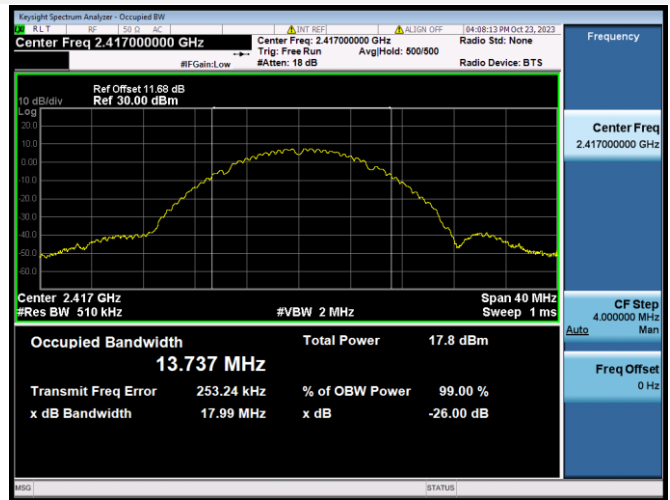 Keysight Spectrum Analyzer - Occupied BW
RLT RF 50 Ω AC INT REF ALIGN OFF 04:08:13 PM Oct 23, 2023
Center Freq 2.417000000 GHz Center Freq: 2.417000000 GHz Radio Std: None Frequency
Trig: Free Run Avg|Hold: 500/500
#IFGain:Low #Atten: 18 dB Radio Device: BTS
Ref Offset 11.68 dB
10 dB/div Ref 30.00 dBm
Log
20.0
10.0
0.00
-10.0
-20.0
-30.0
-40.0
-50.0
-60.0
Center Freq
2.417000000 GHz
Center 2.417 GHz Span 40 MHz
#Res BW 510 kHz #VBW 2 MHz Sweep 1 ms
CF Step
4.000000 MHz
Auto Man
Occupied Bandwidth Total Power 17.8 dBm
13.737 MHz
Transmit Freq Error 253.24 kHz % of OBW Power 99.00 %
x dB Bandwidth 17.99 MHz x dB -26.00 dB
Freq Offset
0 Hz
MSG STATUS